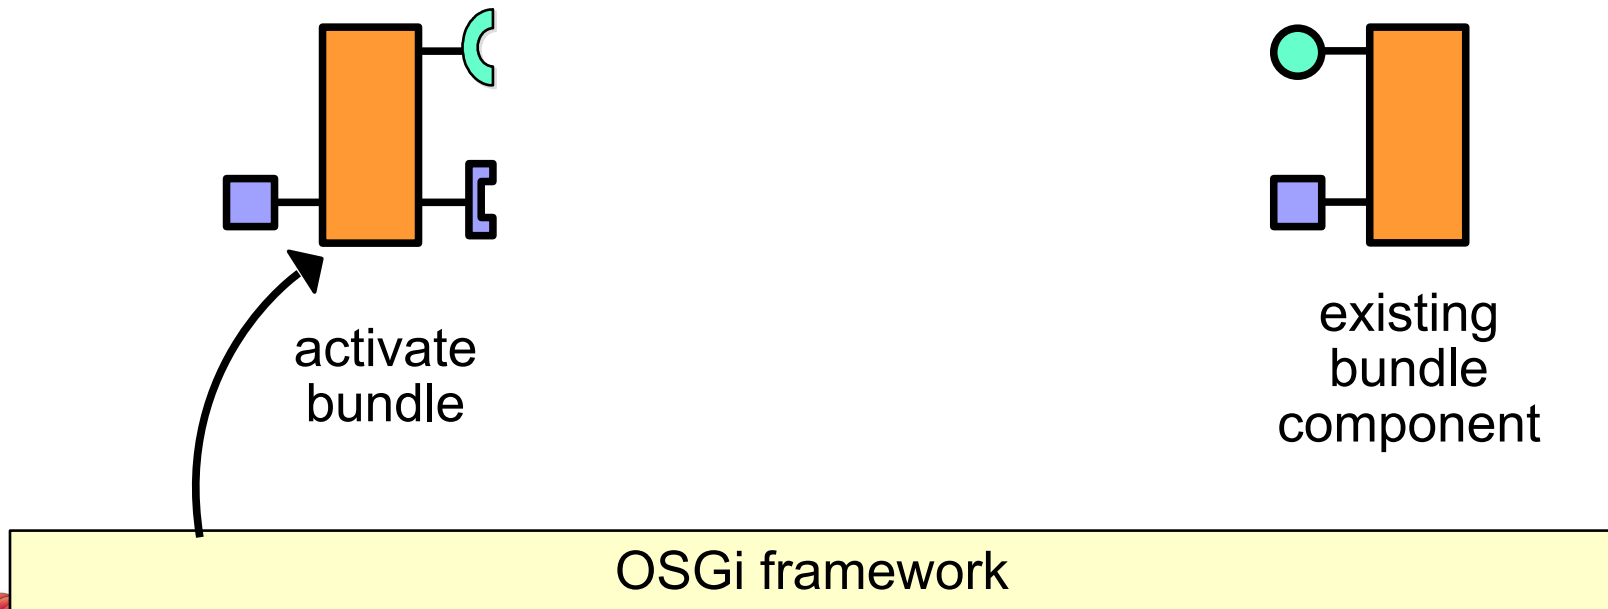 existing
activate
bundle
bundle
component
OSGi framework